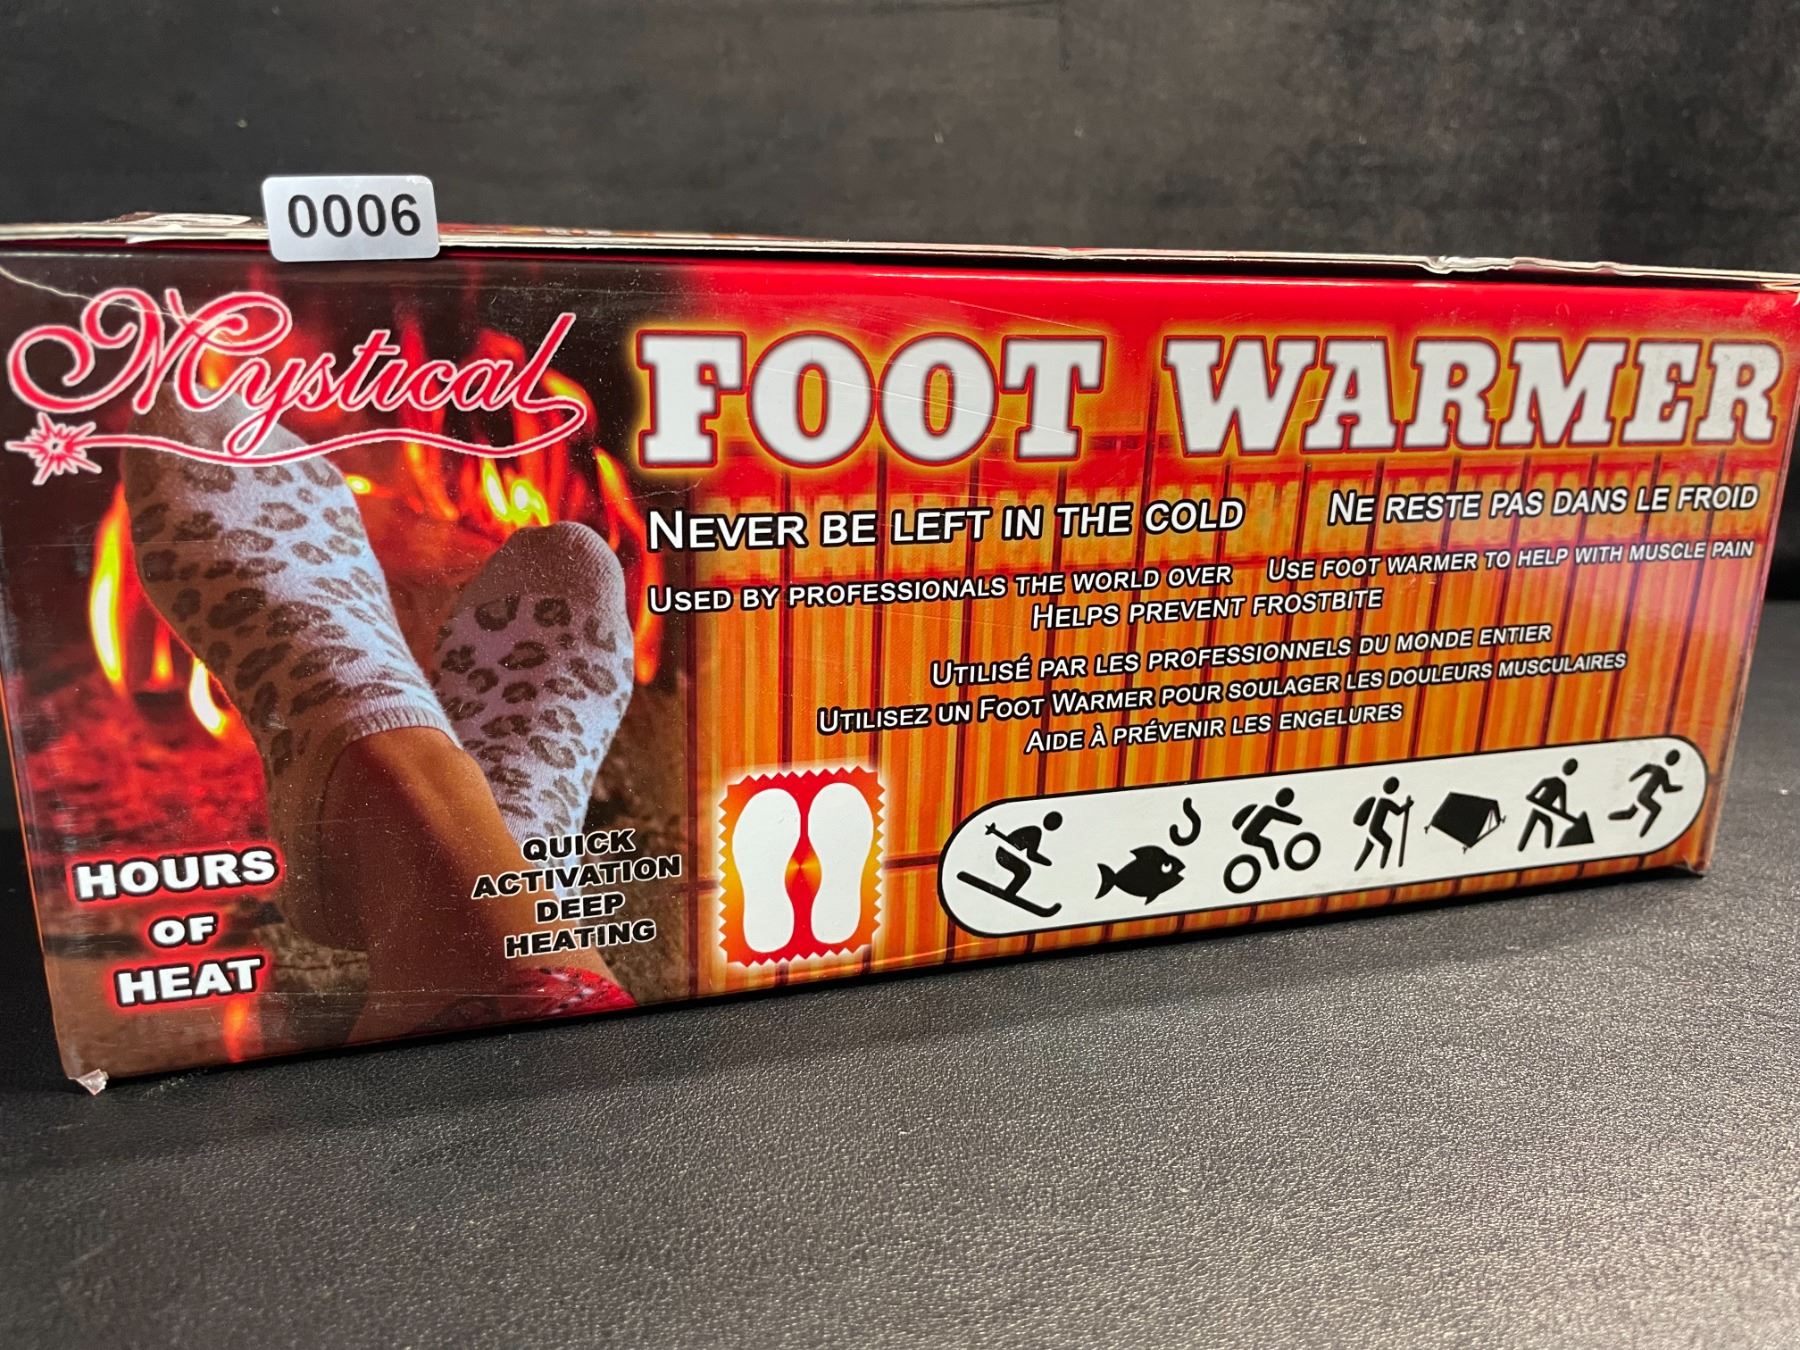 0006
Mystical
FOOT WARMER
NEVER BE LEFT IN THE COLD
NE RESTE PAS DANS LE FROID
USED BY PROFESSIONALS THE WORLD OVER
USE FOOT WARMER TO HELP WITH MUSCLE PAIN
HELPS PREVENT FROSTBITE
UTILISÉ PAR LES PROFESSIONNELS DU MONDE ENTIER
UTILISEZ UN FOOT WARMER POUR SOULAGER LES DOULEURS MUSCULAIRES
AIDE À PRÉVENIR LES ENGELURES
HOURS
OF
HEAT
QUICK
ACTIVATION
DEEP
HEATING